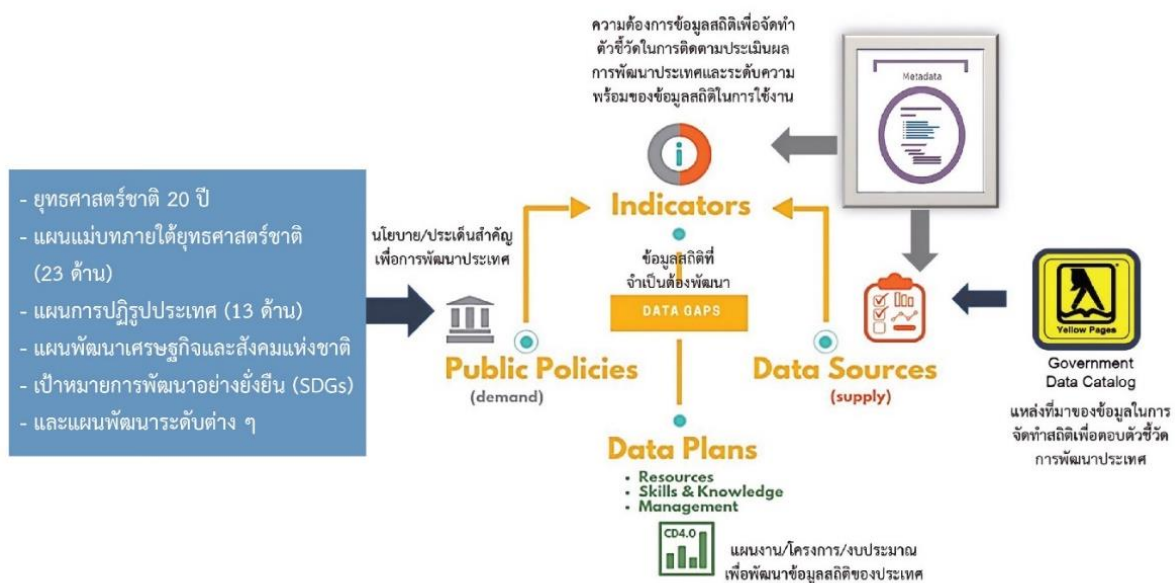 ความต้องการข้อมูลสถิติเพื่อจัดทำ
ตัวชี้วัดในการติดตามประเมินผล
การพัฒนาประเทศและระดับความ
พร้อมของข้อมูลสถิติในการใช้งาน
Metadata
- ยุทธศาสตร์ชาติ 20 ปี
- แผนแม่บทภายใต้ยุทธศาสตร์ชาติ
(23 ด้าน)
- แผนการปฏิรูปประเทศ (13 ด้าน)
- แผนพัฒนาเศรษฐกิจและสังคมแห่งชาติ
- เป้าหมายการพัฒนาอย่างยั่งยืน (SDGs)
- และแผนพัฒนาระดับต่าง ๆ
นโยบาย/ประเด็นสำคัญ
เพื่อการพัฒนาประเทศ
Indicators
ข้อมูลสถิติที่
จำเป็นต้องพัฒนา
DATA GAPS
Public Policies
(demand)
Data Sources
(supply)
Yellow Pages
Government
Data Catalog
แหล่งที่มาของข้อมูลในการ
จัดทำสถิติเพื่อตอบตัวชี้วัด
การพัฒนาประเทศ
Data Plans
• Resources
• Skills & Knowledge
• Management
CD4.0
แผนงาน/โครงการ/งบประมาณ
เพื่อพัฒนาข้อมูลสถิติของประเทศ